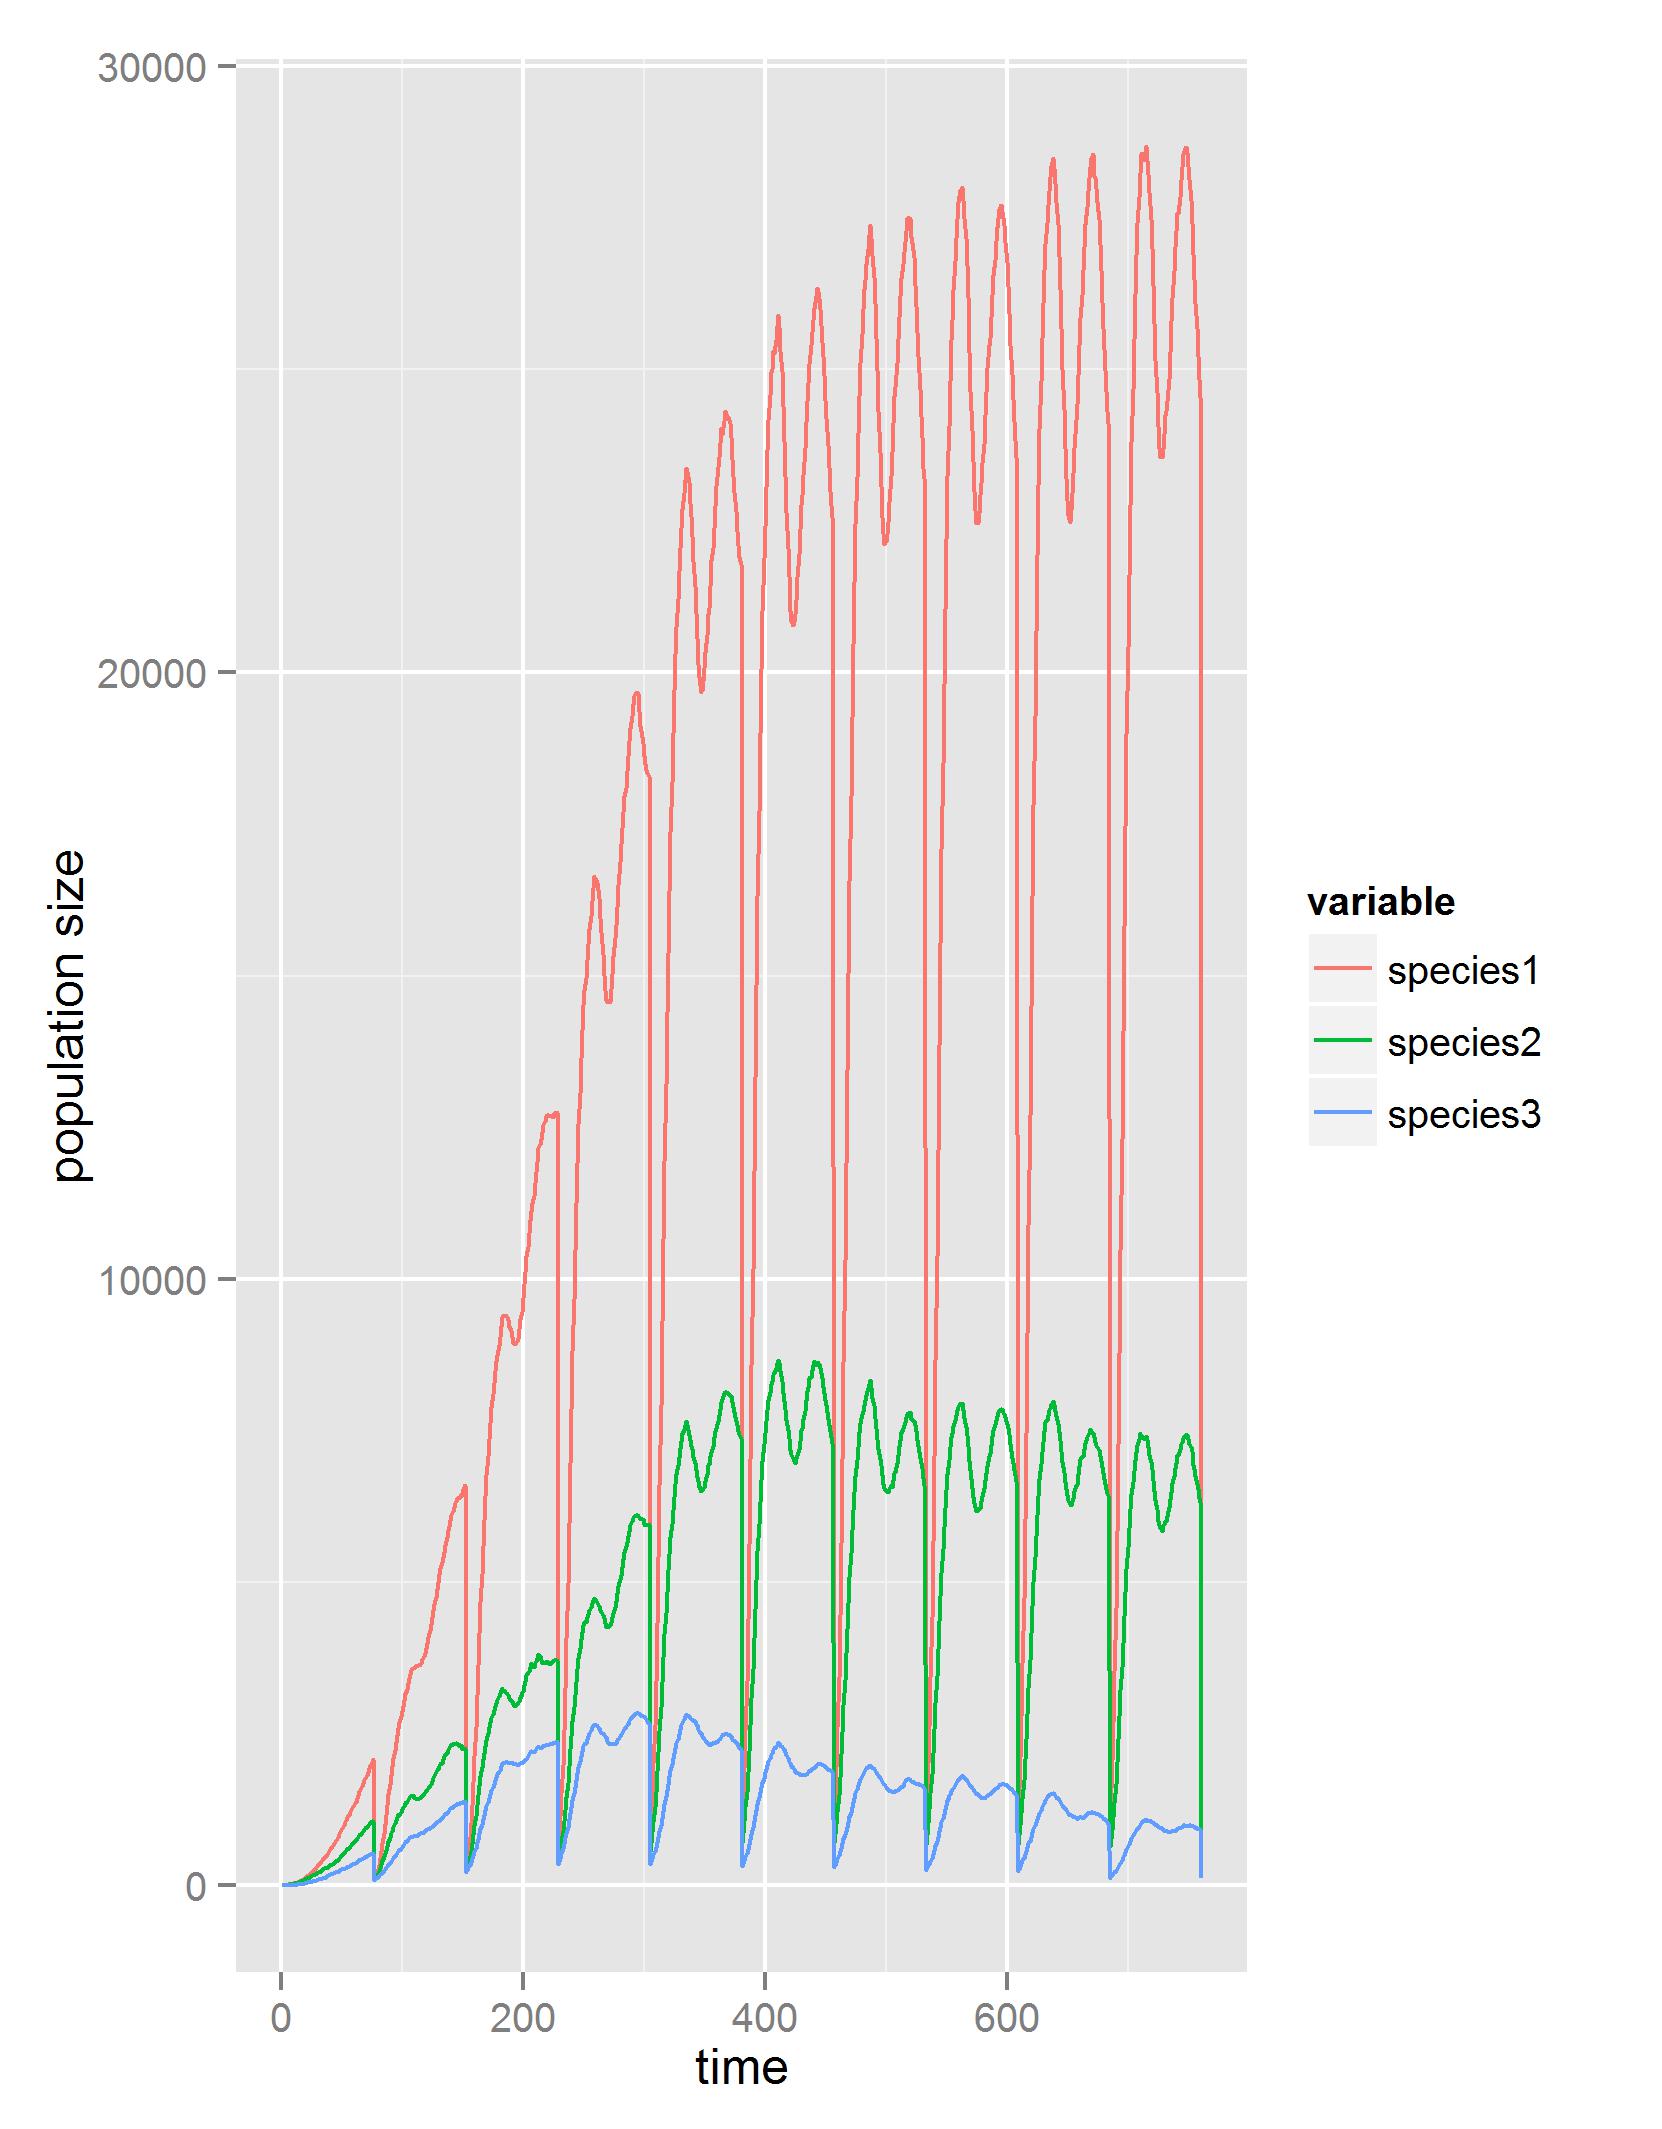 30000
20000
10000
0
population size
0 200 400 600
time
variable
species1
species2
species3